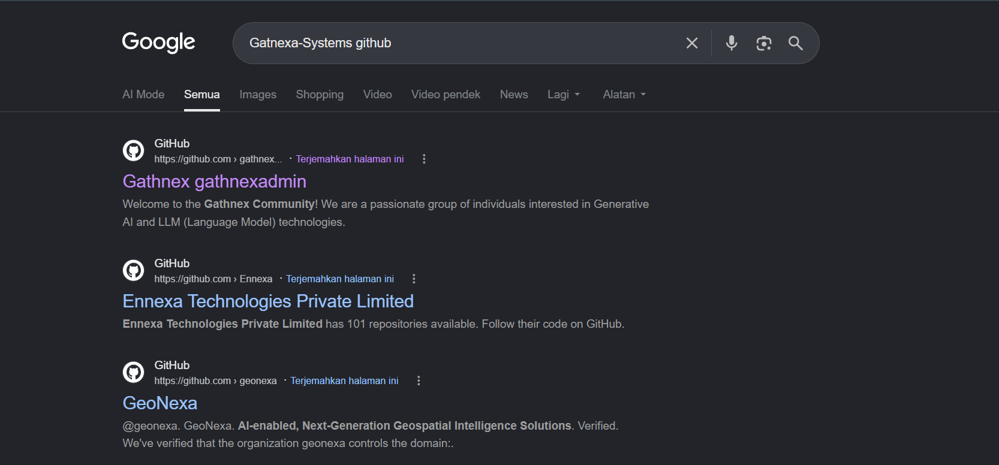 Google
Gatnexa-Systems github
AI Mode Semua Images Shopping Video Video pendek News Lagi Alatan
GitHub
https://github.com › gathnex... · Terjemahkan halaman ini
Gathnex gathnexadmin
Welcome to the Gathnex Community! We are a passionate group of individuals interested in Generative
AI and LLM (Language Model) technologies.
GitHub
https://github.com › Ennexa · Terjemahkan halaman ini
Ennexa Technologies Private Limited
Ennexa Technologies Private Limited has 101 repositories available. Follow their code on GitHub.
GitHub
https://github.com › geonexa · Terjemahkan halaman ini
GeoNexa
@geonexa. GeoNexa. AI-enabled, Next-Generation Geospatial Intelligence Solutions. Verified.
We've verified that the organization geonexa controls the domain:.